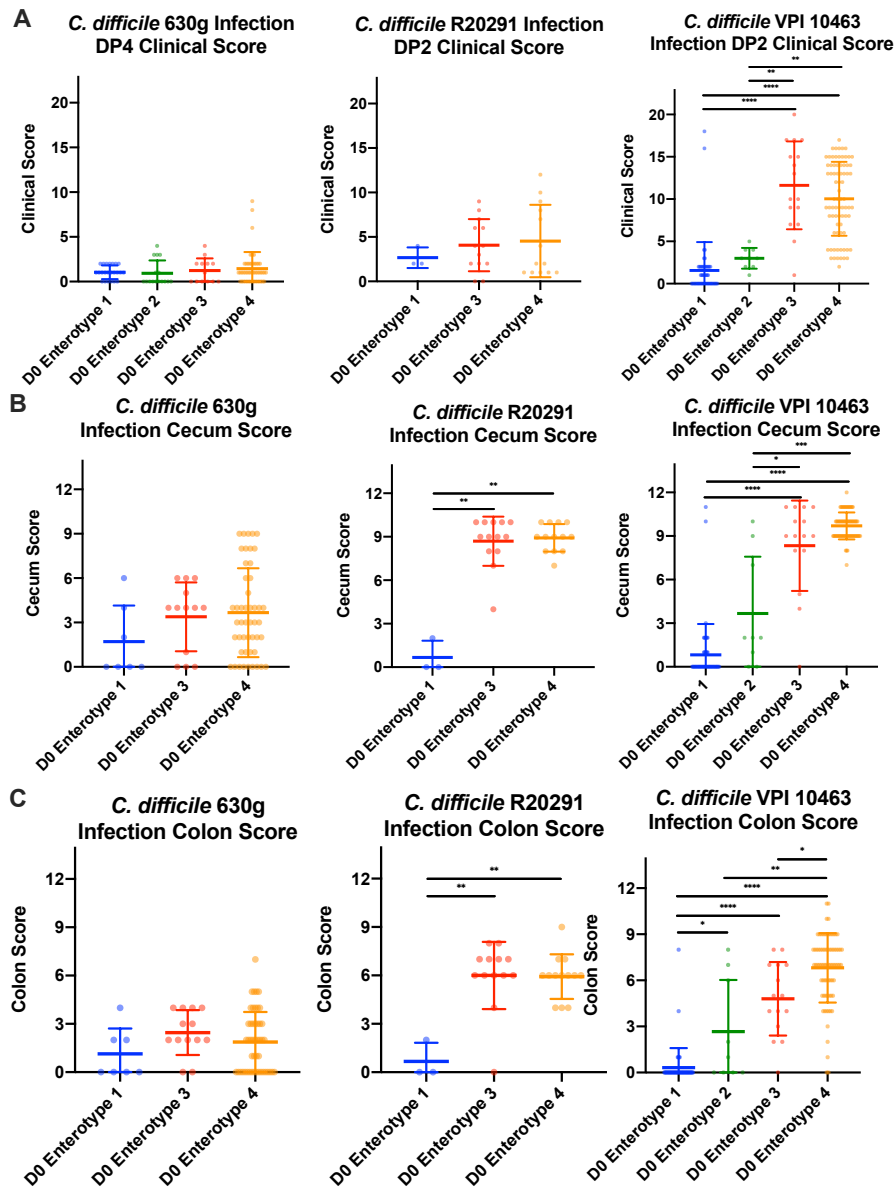 A
C. difficile 630g Infection
DP4 Clinical Score
Clinical Score
20
15
10
5
0
D0 Enterotype 1
D0 Enterotype 2
D0 Enterotype 3
D0 Enterotype 4
C. difficile R20291 Infection
DP2 Clinical Score
Clinical Score
20
15
10
5
0
D0 Enterotype 1
D0 Enterotype 3
D0 Enterotype 4
C. difficile VPI 10463
Infection DP2 Clinical Score
**
**
****
****
Clinical Score
20
15
10
5
0
D0 Enterotype 1
D0 Enterotype 2
D0 Enterotype 3
D0 Enterotype 4
B
C. difficile 630g
Infection Cecum Score
Cecum Score
12
9
6
3
0
D0 Enterotype 1
D0 Enterotype 3
D0 Enterotype 4
C. difficile R20291
Infection Cecum Score
**
**
Cecum Score
12
9
6
3
0
D0 Enterotype 1
D0 Enterotype 3
D0 Enterotype 4
C. difficile VPI 10463
Infection Cecum Score
***
*
****
****
Cecum Score
12
9
6
3
0
D0 Enterotype 1
D0 Enterotype 2
D0 Enterotype 3
D0 Enterotype 4
C
C. difficile 630g
Infection Colon Score
Colon Score
12
9
6
3
0
D0 Enterotype 1
D0 Enterotype 3
D0 Enterotype 4
C. difficile R20291
Infection Colon Score
**
**
Colon Score
12
9
6
3
0
D0 Enterotype 1
D0 Enterotype 3
D0 Enterotype 4
C. difficile VPI 10463
Infection Colon Score
*
**
****
****
*
Colon Score
12
9
6
3
0
D0 Enterotype 1
D0 Enterotype 2
D0 Enterotype 3
D0 Enterotype 4